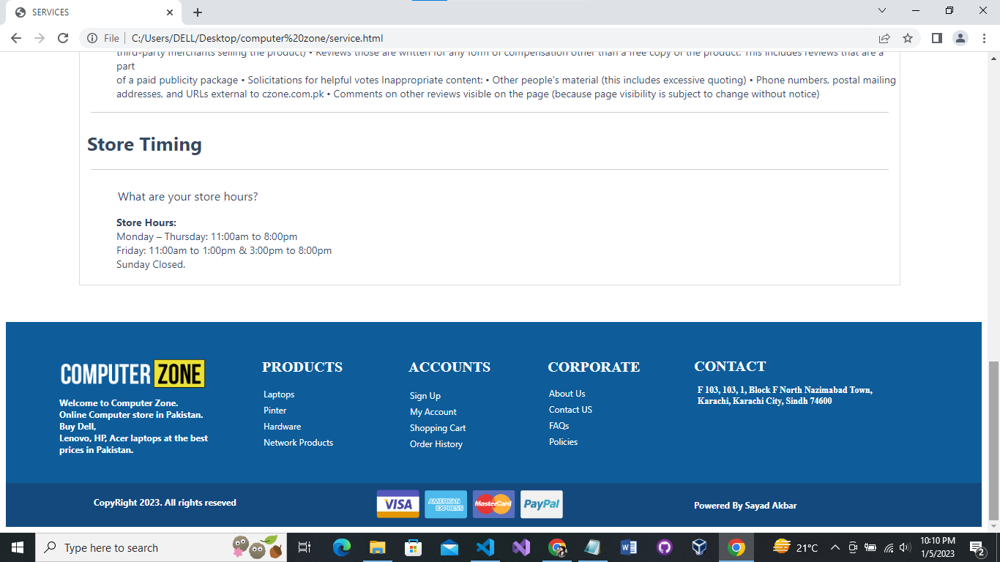 SERVICES
File
C:/Users/DELL/Desktop/computer%20zone/service.html
third-party merchants selling the product) • Reviews those are written for any form of compensation other than a free copy of the product. This includes reviews that are a
part
of a paid publicity package • Solicitations for helpful votes Inappropriate content: • Other people's material (this includes excessive quoting) • Phone numbers, postal mailing
addresses, and URLs external to czone.com.pk • Comments on other reviews visible on the page (because page visibility is subject to change without notice)
Store Timing
What are your store hours?
Store Hours:
Monday – Thursday: 11:00am to 8:00pm
Friday: 11:00am to 1:00pm & 3:00pm to 8:00pm
Sunday Closed.
COMPUTER ZONE
Welcome to Computer Zone.
Online Computer store in Pakistan.
Buy Dell,
Lenovo, HP, Acer laptops at the best
prices in Pakistan.
PRODUCTS
Laptops
Pinter
Hardware
Network Products
ACCOUNTS
Sign Up
My Account
Shopping Cart
Order History
CORPORATE
About Us
Contact US
FAQs
Policies
CONTACT
F 103, 103, 1, Block F North Nazimabad Town,
Karachi, Karachi City, Sindh 74600
CopyRight 2023. All rights reseved
VISA
AMERICAN
EXPRESS
MasterCard
PayPal
Powered By Sayad Akbar
Type here to search
21°C
10:10 PM
1/5/2023
2